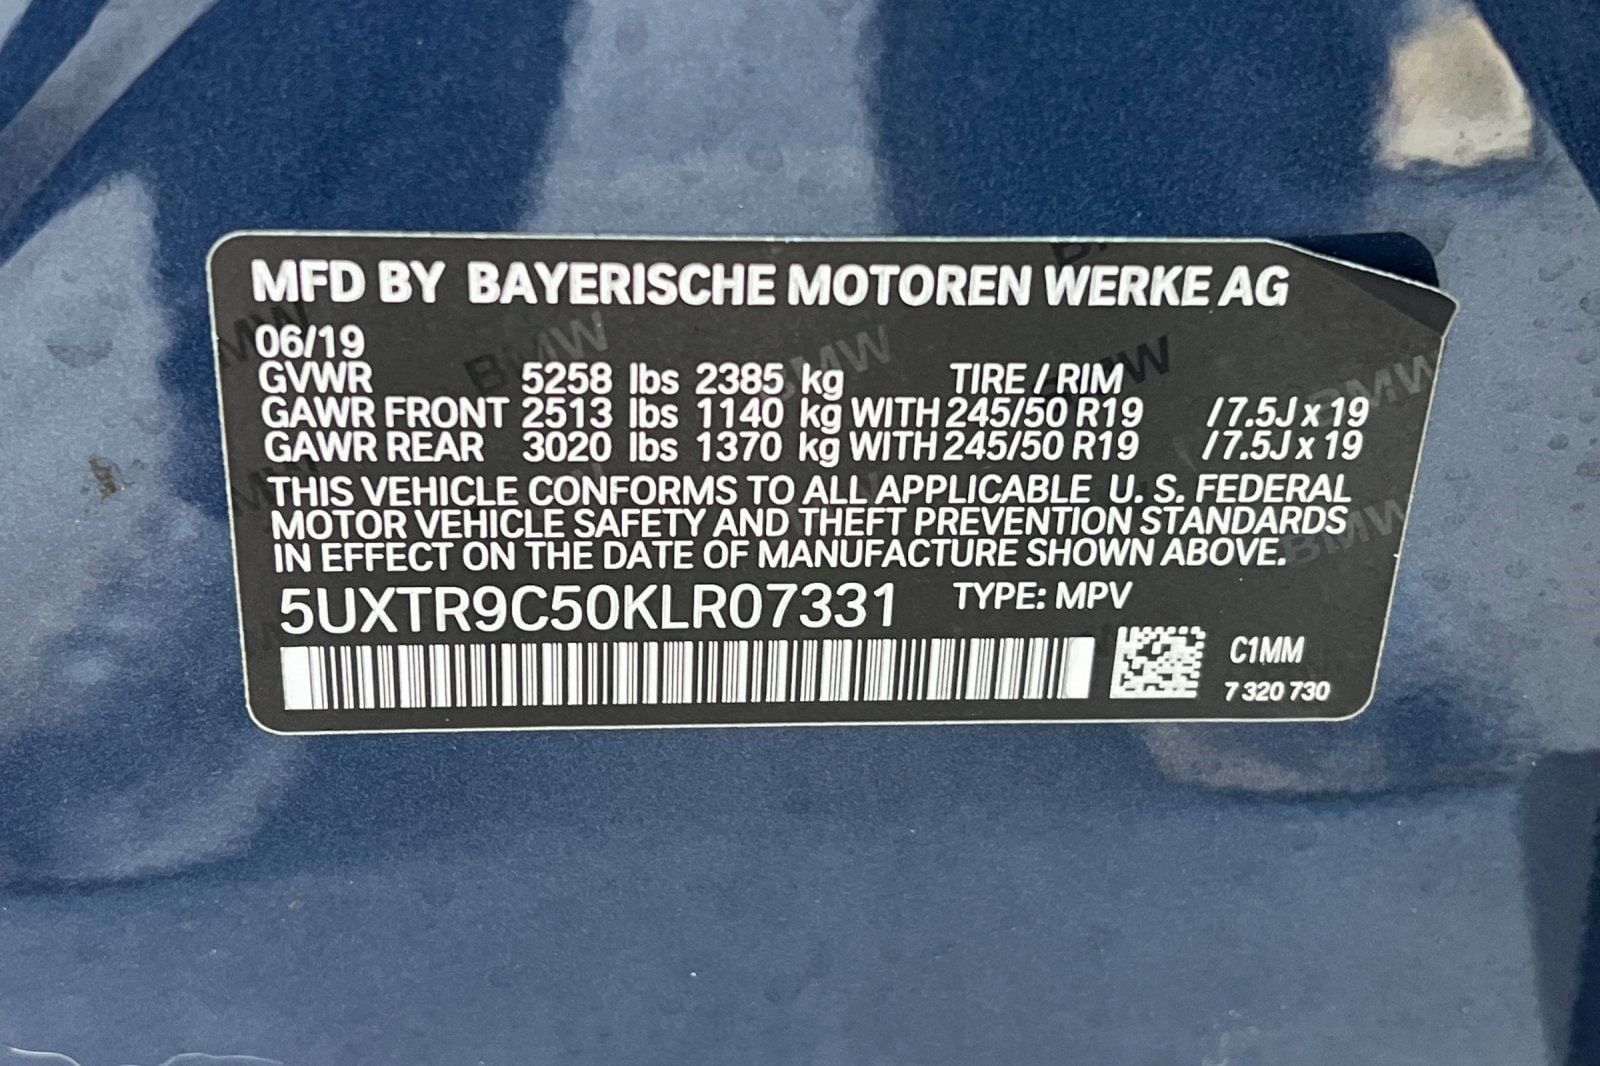 MFD BY BAYERISCHE MOTOREN WERKE AG
06/19
GVWR 5258 lbs 2385 kg TIRE / RIM
GAWR FRONT 2513 lbs 1140 kg WITH 245/50 R19 / 7.5J x 19
GAWR REAR 3020 lbs 1370 kg WITH 245/50 R19 / 7.5J x 19
THIS VEHICLE CONFORMS TO ALL APPLICABLE U. S. FEDERAL
MOTOR VEHICLE SAFETY AND THEFT PREVENTION STANDARDS
IN EFFECT ON THE DATE OF MANUFACTURE SHOWN ABOVE.
5UXTR9C50KLR07331 TYPE: MPV
C1MM
7 320 730